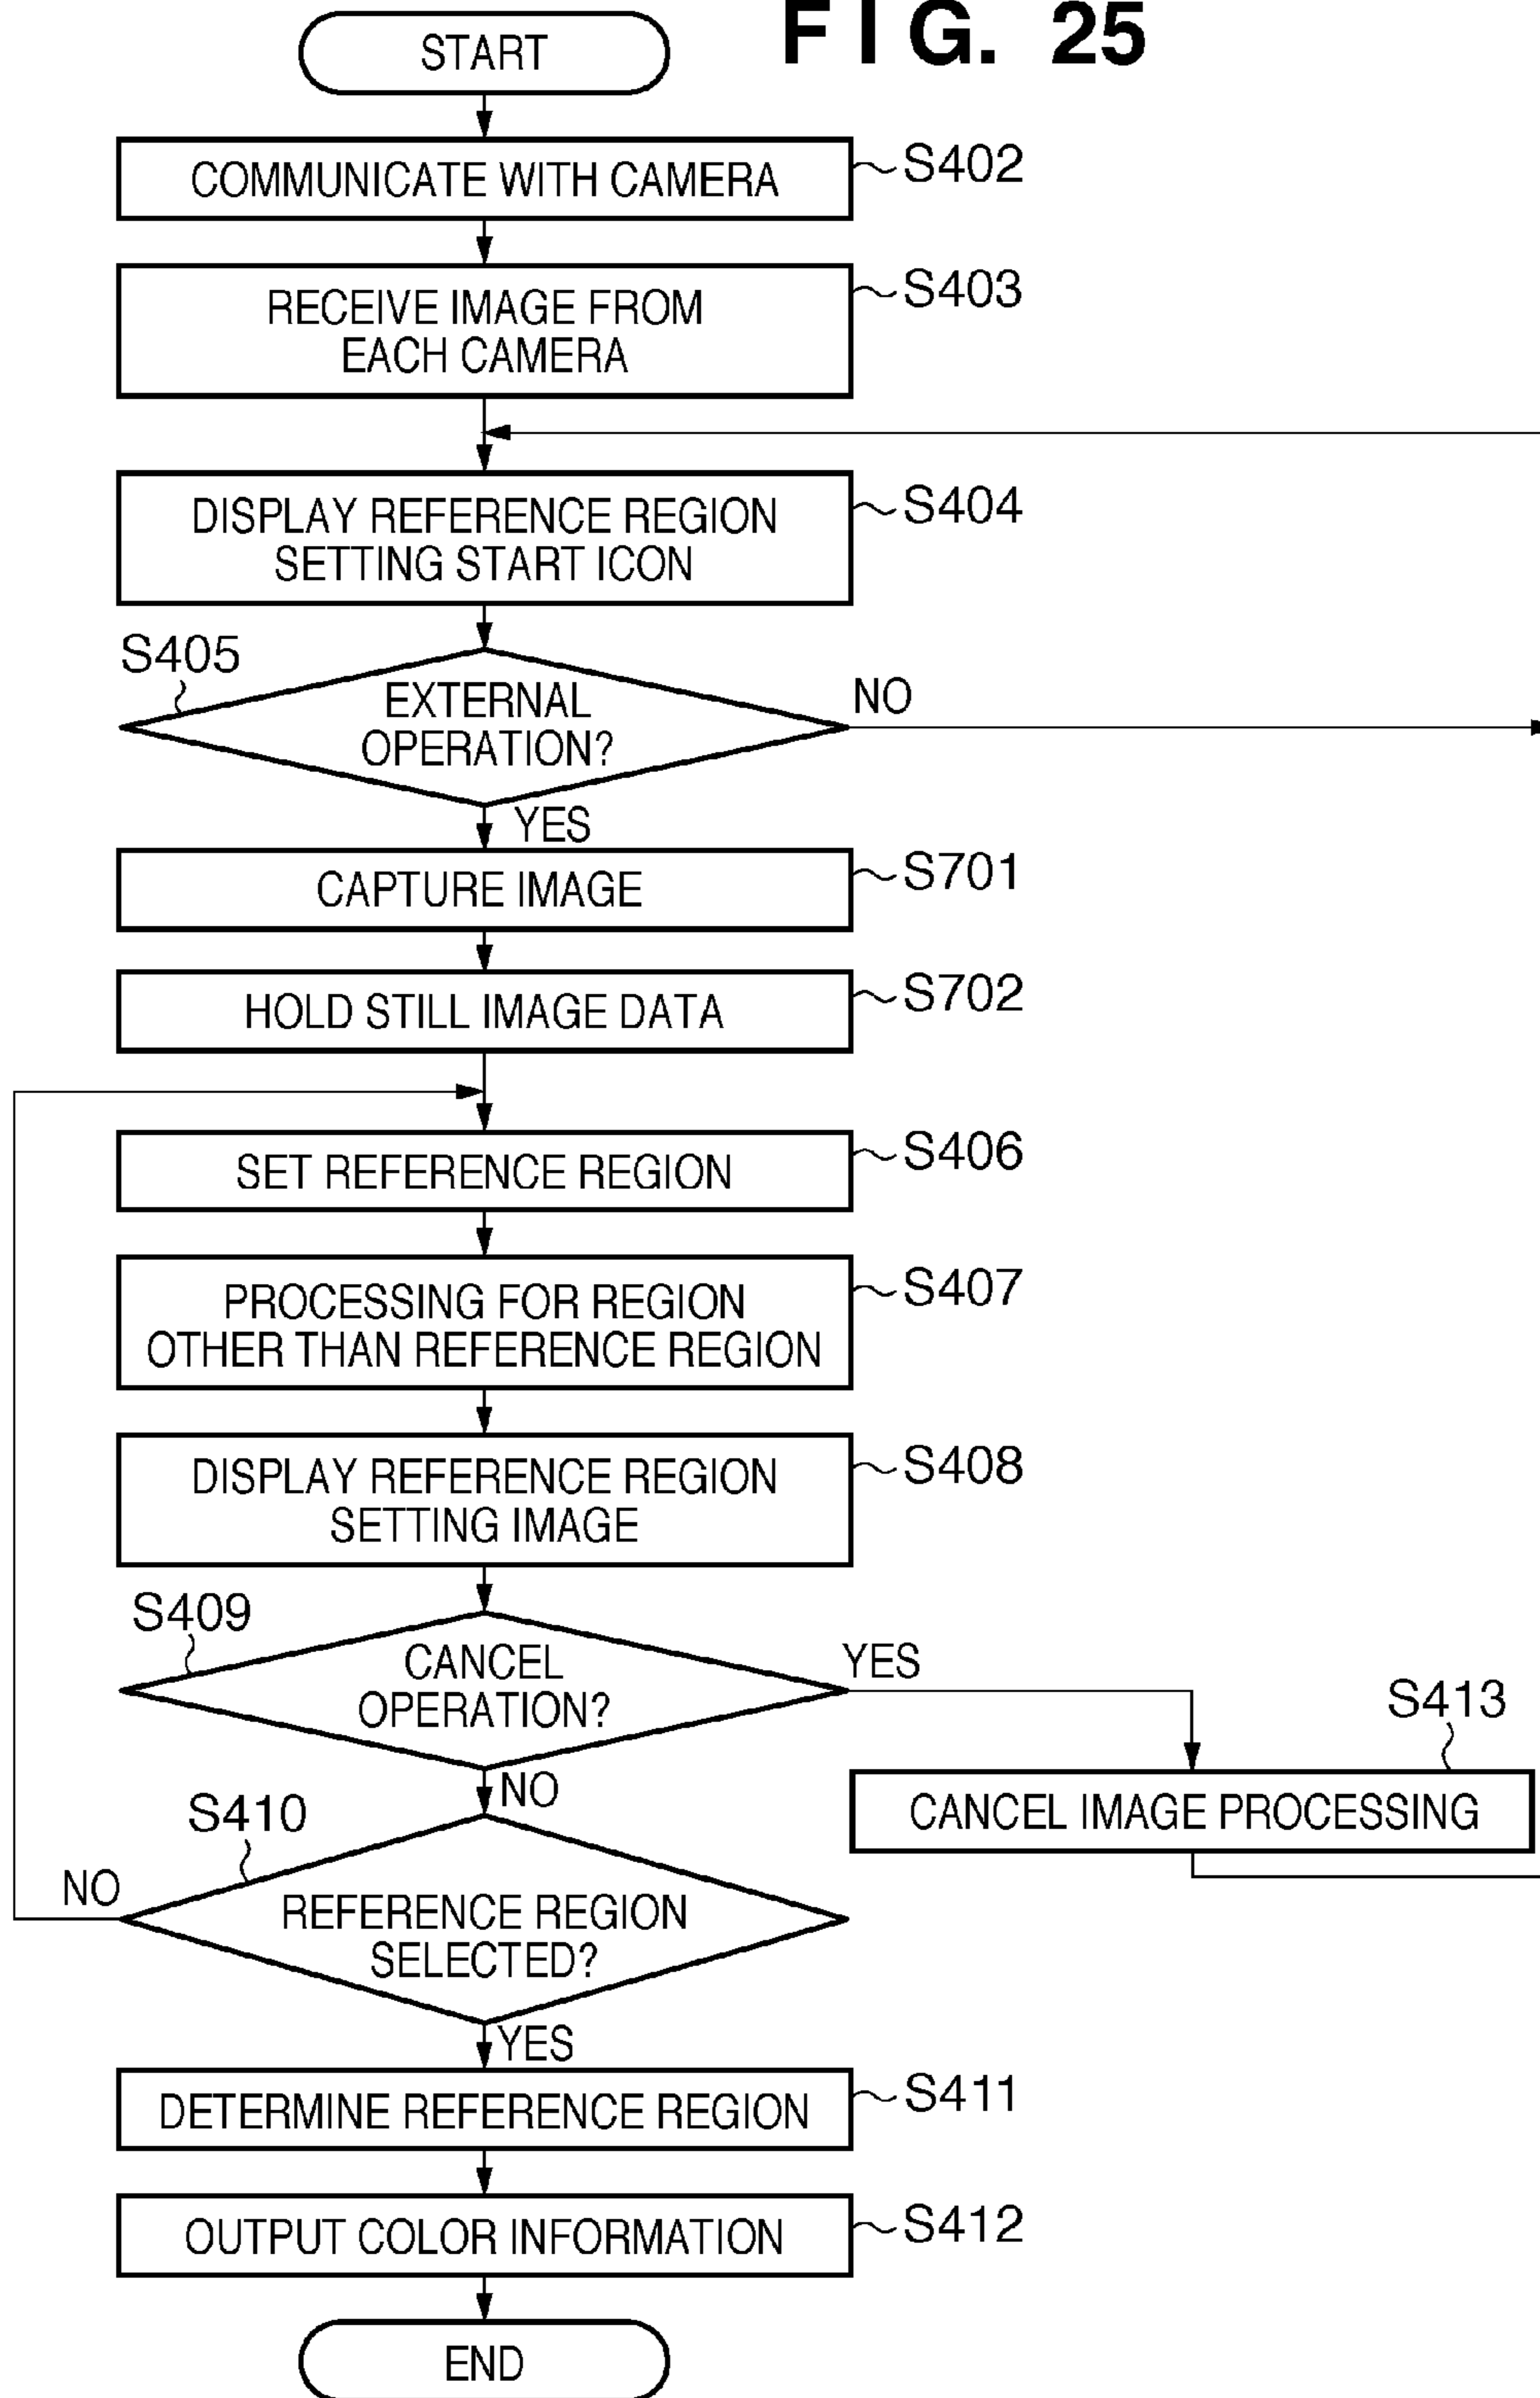 FIG. 25
START
COMMUNICATE WITH CAMERA
S402
RECEIVE IMAGE FROM
EACH CAMERA
S403
DISPLAY REFERENCE REGION
SETTING START ICON
S404
S405
EXTERNAL
OPERATION?
NO
YES
CAPTURE IMAGE
S701
HOLD STILL IMAGE DATA
S702
SET REFERENCE REGION
S406
PROCESSING FOR REGION
OTHER THAN REFERENCE REGION
S407
DISPLAY REFERENCE REGION
SETTING IMAGE
S408
S409
CANCEL
OPERATION?
YES
NO
S413
CANCEL IMAGE PROCESSING
S410
REFERENCE REGION
SELECTED?
NO
YES
DETERMINE REFERENCE REGION
S411
OUTPUT COLOR INFORMATION
S412
END